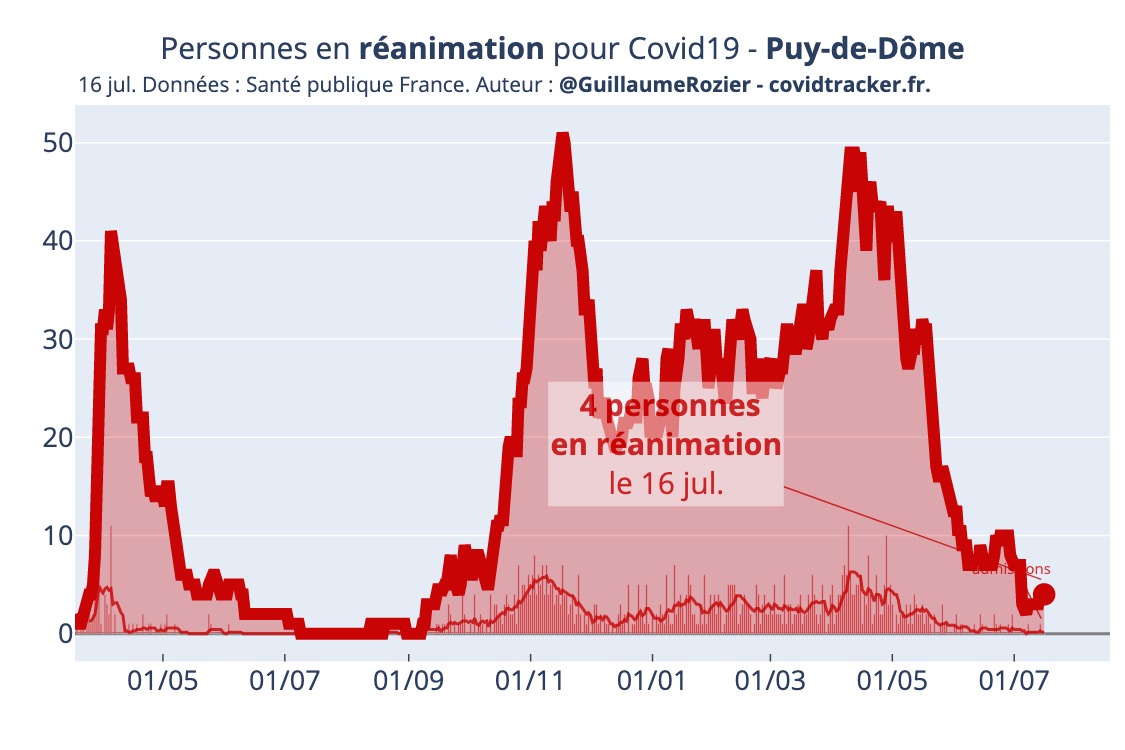 Personnes en réanimation pour Covid19 - Puy-de-Dôme
16 jul. Données : Santé publique France. Auteur : @GuillaumeRozier - covidtracker.fr.
50
40
30
20
10
0
4 personnes
en réanimation
le 16 jul.
admissions
01/05 01/07 01/09 01/11 01/01 01/03 01/05 01/07